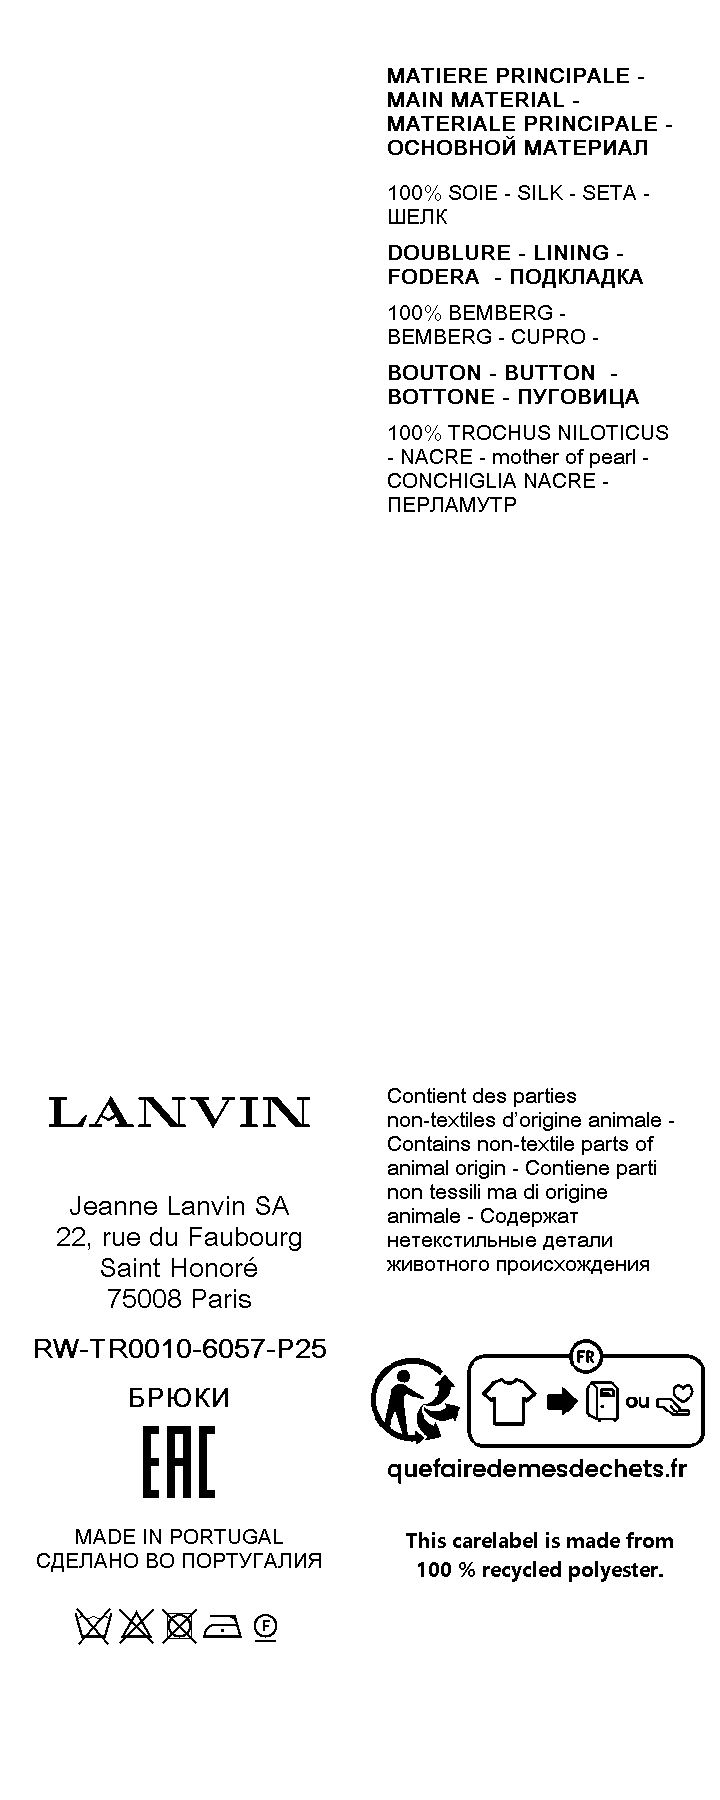 MATIERE PRINCIPALE -
MAIN MATERIAL -
MATERIALE PRINCIPALE -
ОСНОВНОЙ МАТЕРИАЛ
100% SOIE - SILK - SETA -
ШЕЛК
DOUBLURE - LINING -
FODERA - ПОДКЛАДКА
100% BEMBERG -
BEMBERG - CUPRO -
BOUTON - BUTTON -
BOTTONE - ПУГОВИЦА
100% TROCHUS NILOTICUS
- NACRE - mother of pearl -
CONCHIGLIA NACRE -
ПЕРЛАМУТР
LANVIN
Jeanne Lanvin SA
22, rue du Faubourg
Saint Honoré
75008 Paris
RW-TR0010-6057-P25
БРЮКИ
EAC
MADE IN PORTUGAL
СДЕЛАНО ВО ПОРТУГАЛИЯ
F
Contient des parties
non-textiles d’origine animale -
Contains non-textile parts of
animal origin - Contiene parti
non tessili ma di origine
animale - Содержат
нетекстильные детали
животного происхождения
FR
ou
quefairedemesdechets.fr
This carelabel is made from
100 % recycled polyester.